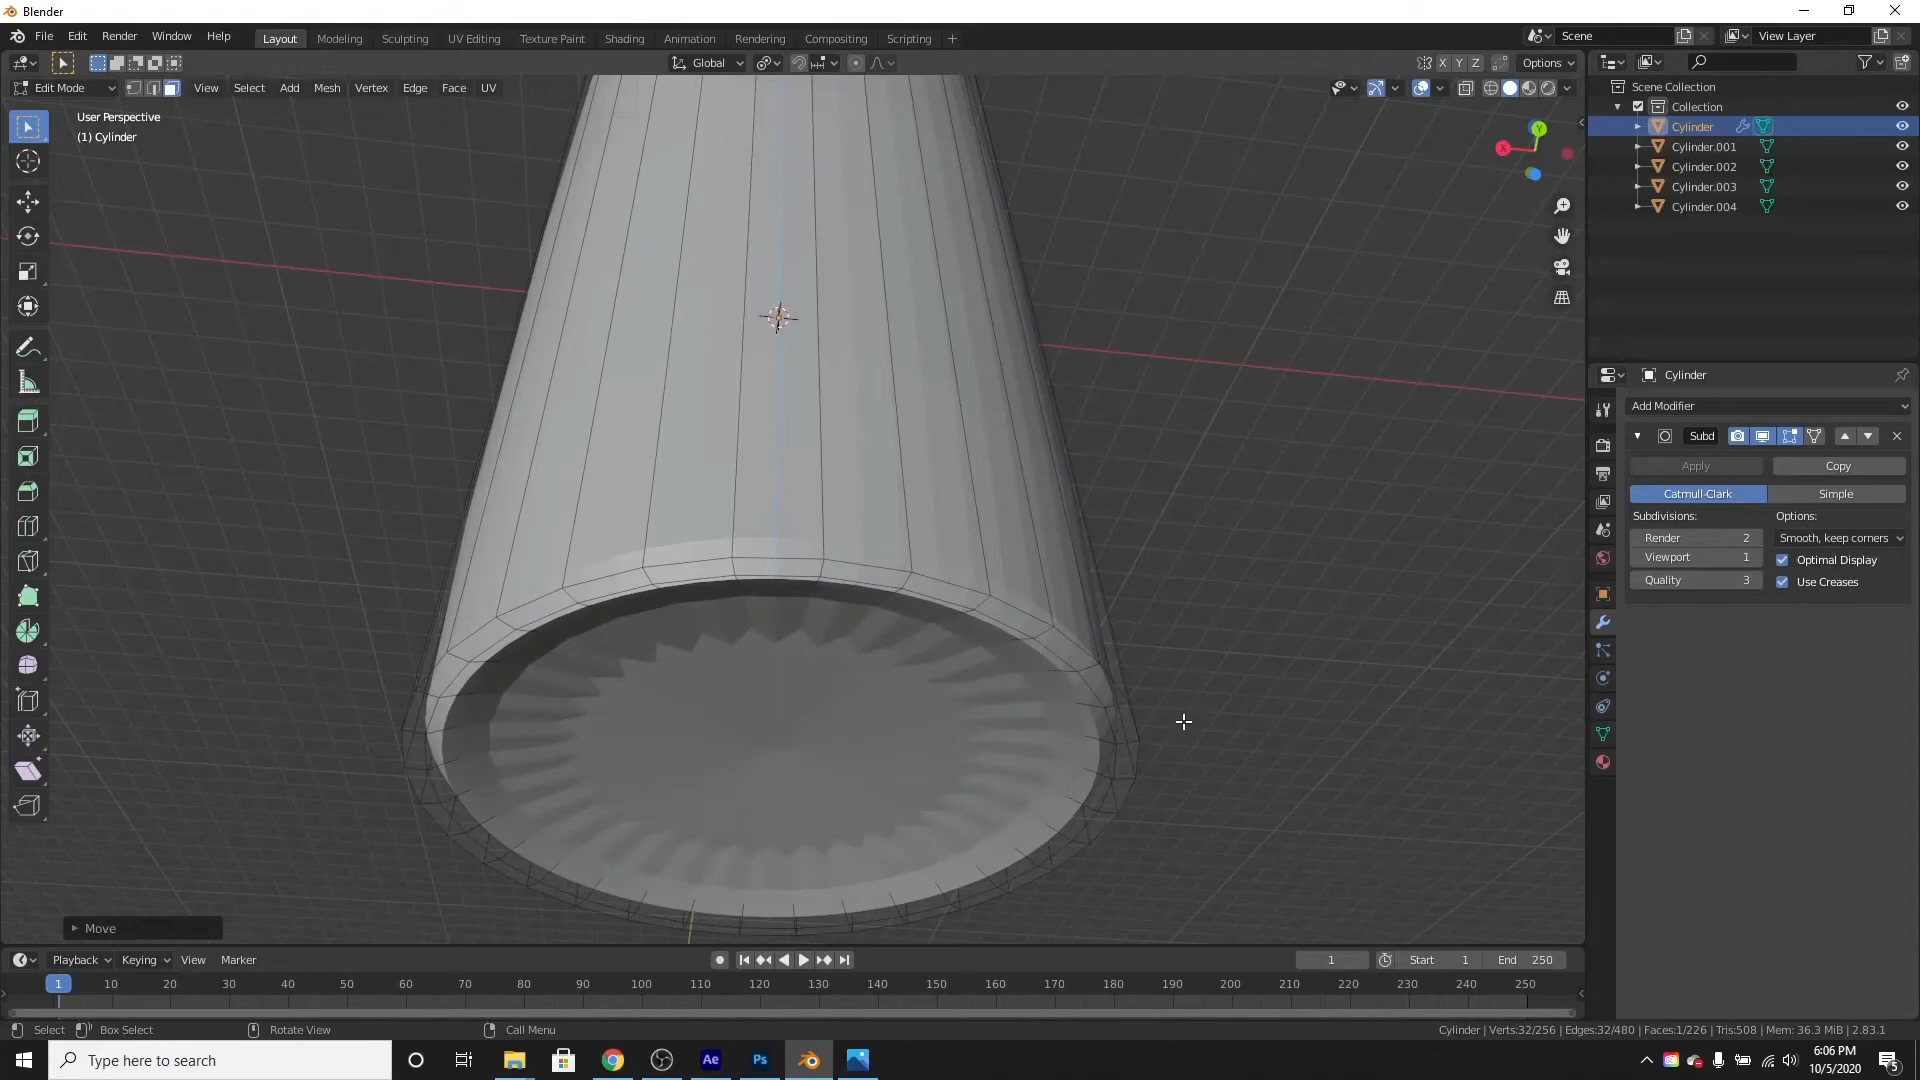 Blender
File Edit Render Window Help
Layout Modeling Sculpting UV Editing Texture Paint Shading Animation Rendering Compositing Scripting +
Scene
View Layer
Global
X Y Z
Options
Edit Mode
View Select Add Mesh Vertex Edge Face UV
User Perspective
(1) Cylinder
Y
X
Scene Collection
Collection
Cylinder
Cylinder.001
Cylinder.002
Cylinder.003
Cylinder.004
Cylinder
Add Modifier
Subd
Apply
Copy
Catmull-Clark
Simple
Subdivisions:
Options:
Render 2
Smooth, keep corners
Viewport 1
Optimal Display
Quality 3
Use Creases
Move
Playback Keying View Marker
1
Start 1
End 250
1 10 20 30 40 50 60 70 80 90 100 110 120 130 140 150 160 170 180 190 200 210 220 230 240 250
Select Box Select Rotate View Call Menu
Cylinder | Verts:32/256 | Edges:32/480 | Faces:1/226 | Tris:508 | Mem: 36.3 MiB | 2.83.1
Type here to search
Ae
Ps
6:06 PM
10/5/2020
5